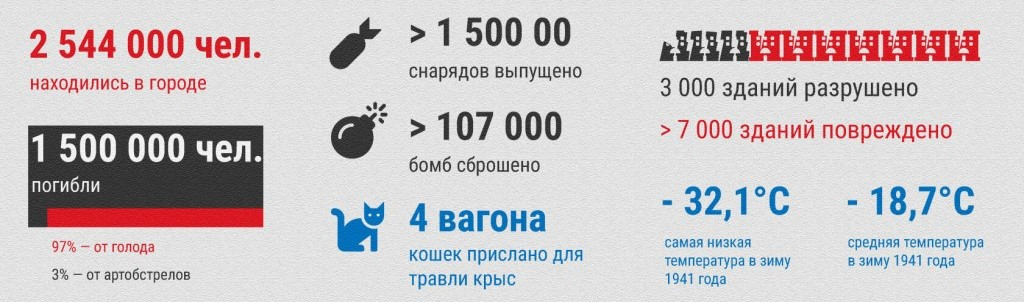 2 544 000 чел.
находились в городе
1 500 000 чел.
погибли
97% — от голода
3% — от артобстрелов
> 1 500 00
снарядов выпущено
> 107 000
бомб сброшено
4 вагона
кошек прислано для
травли крыс
3 000 зданий разрушено
> 7 000 зданий повреждено
- 32,1°C
самая низкая
температура в зиму
1941 года
- 18,7°C
средняя температура
в зиму 1941 года